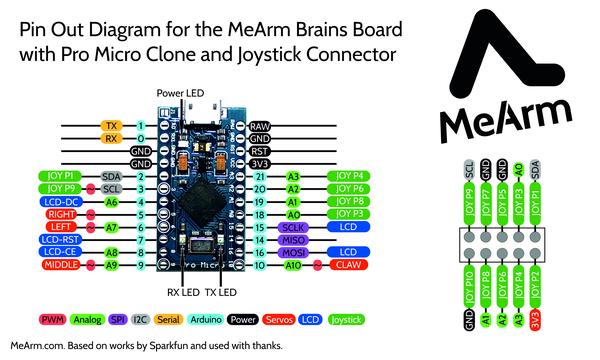 Pin Out Diagram for the MeArm Brains Board
with Pro Micro Clone and Joystick Connector
MeArm
Power LED
TX 1 RAW
RX 0 GND
GND RST
GND 3V3
JOY P1 SDA 2 21 A3 JOY P4
JOY P9 ~ SCL 3 20 A2 JOY P6
LCD-DC A6 4 19 A1 JOY P8
RIGHT ~ 5 18 A0 JOY P3
LEFT ~ A7 6 15 SCLK LCD
LCD-RST 7 14 MISO
LCD-CE A8 8 16 MOSI LCD
MIDDLE ~ A9 9 10 A10 ~ CLAW
RX LED TX LED
SCL GND GND A0 SDA
JOY P9 JOY P7 JOY P5 JOY P3 JOY P1
JOY P10 JOY P8 JOY P6 JOY P4 JOY P2
GND A1 A2 A3 3V3
PWM Analog SPI I2C Serial Arduino Power Servos LCD Joystick
MeArm.com. Based on works by Sparkfun and used with thanks.